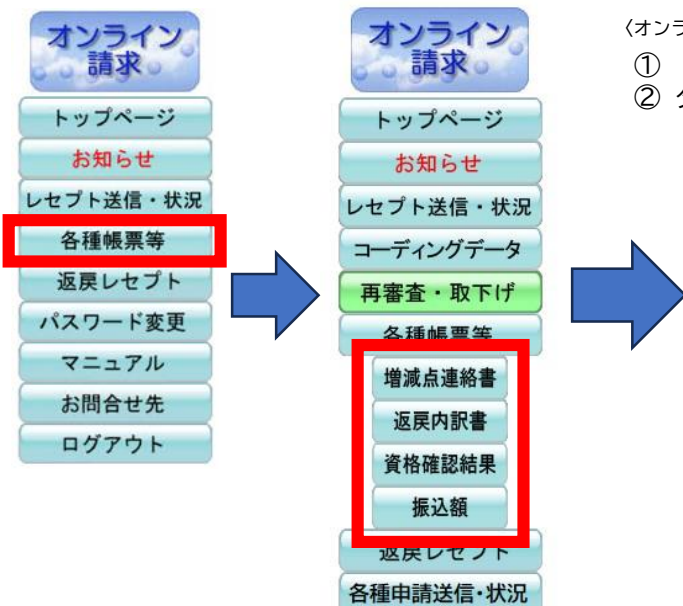 オンライン
請求
トップページ
お知らせ
レセプト送信・状況
各種帳票等
返戻レセプト
パスワード変更
マニュアル
お問合せ先
ログアウト
オンライン
請求
トップページ
お知らせ
レセプト送信・状況
コーディングデータ
再審査・取下げ
各種帳票等
増減点連絡書
返戻内訳書
資格確認結果
振込額
返戻レセプト
各種申請送信・状況
〈オンラ
①
②